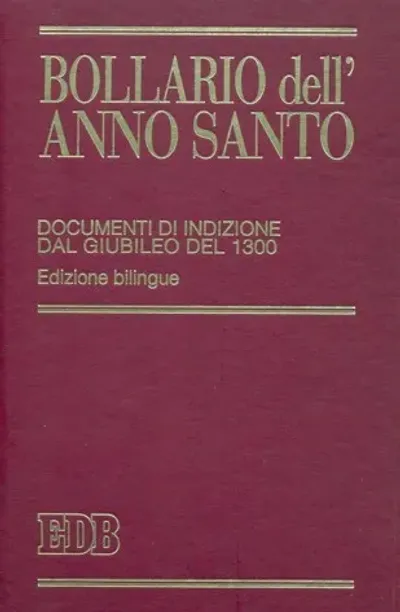 BOLLARIO dell'
ANNO SANTO
DOCUMENTI DI INDIZIONE
DAL GIUBILEO DEL 1300
Edizione bilingue
EDB